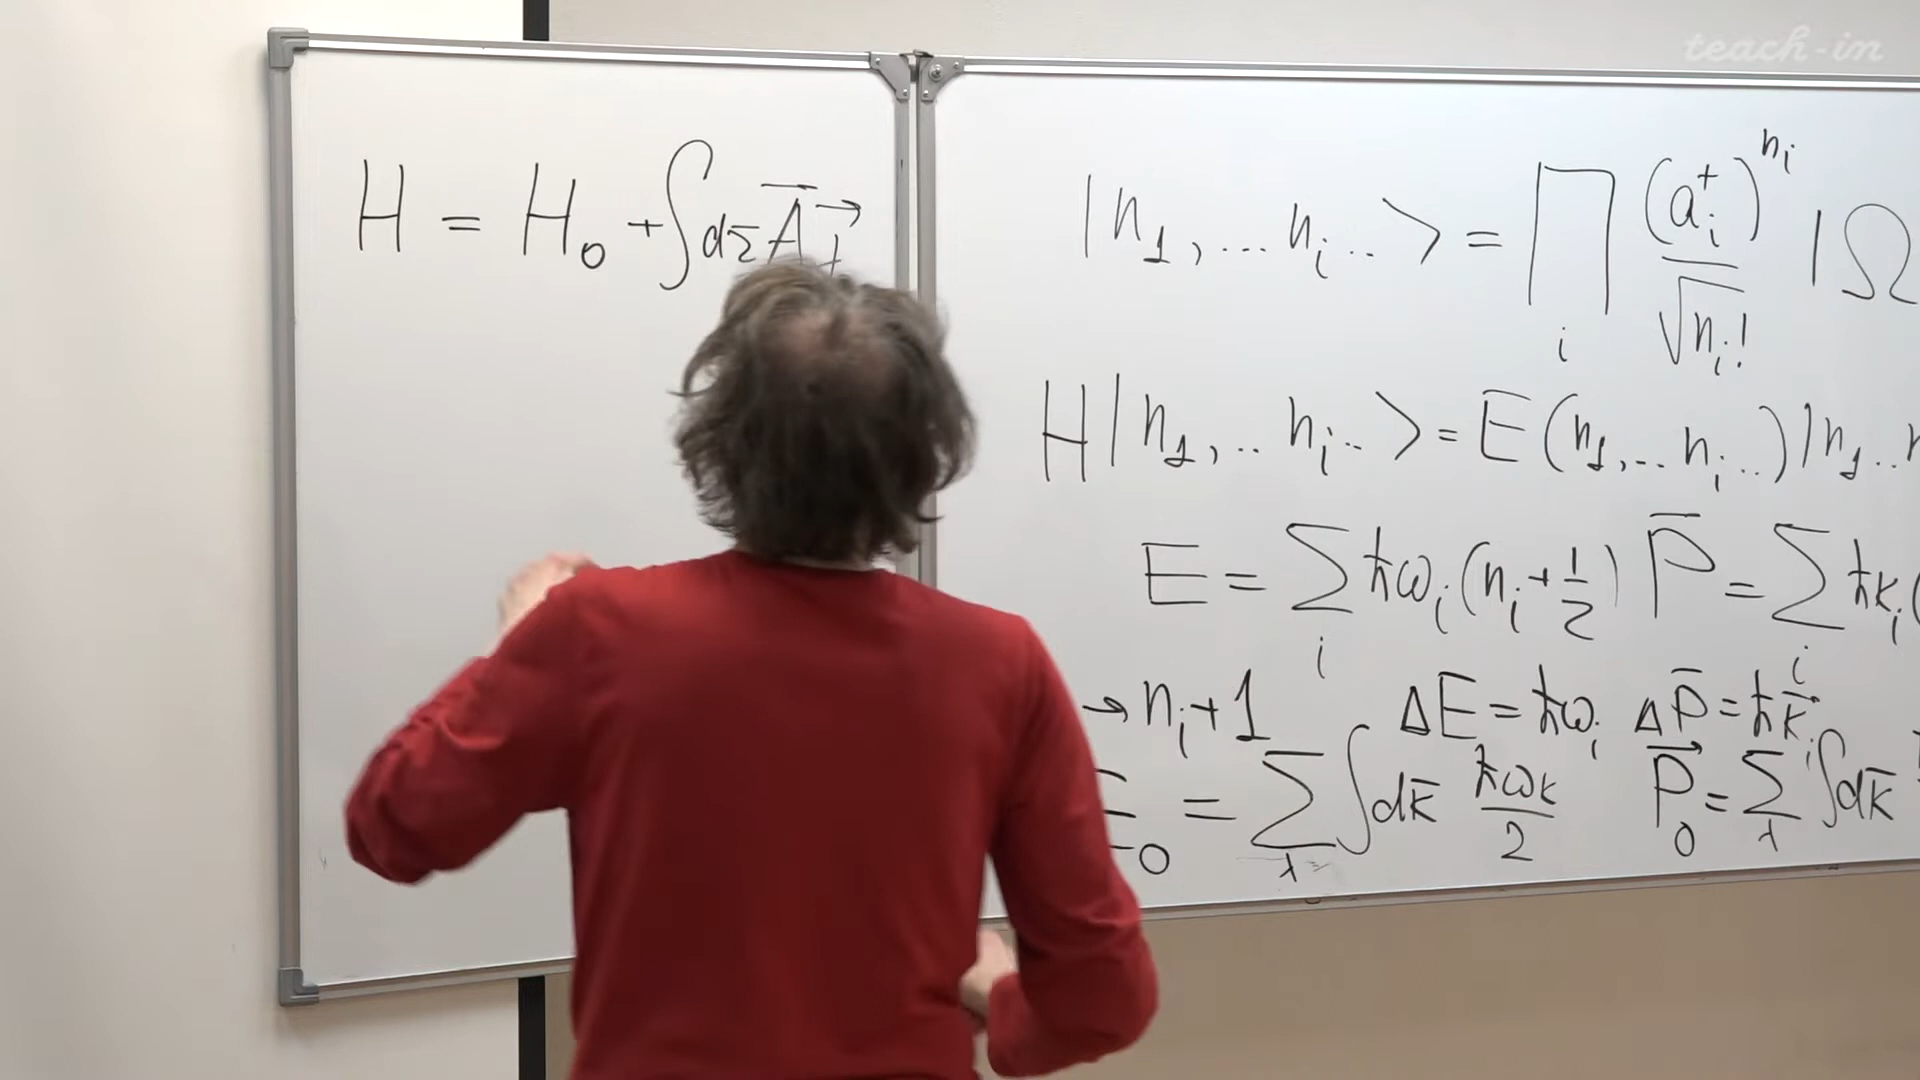 teach-in
H = H₀ + ∫ dr̄ A̅ j⃗
|n₁, ... nᵢ .. > = ∏ᵢ (aᵢ⁺)ⁿⁱ / √nᵢ! |Ω
H|n₁, .. nᵢ .. > = E(n₁, .. nᵢ ..)|n₁ ..
E = ∑ᵢ ħωᵢ(nᵢ + 1/2) P̅ = ∑ᵢ ħkᵢ(
→ nᵢ + 1 ΔE = ħωᵢ ΔP̅ = ħk⃗ᵢ
E₀ = ∑_λ ∫ dk̅ ħωₖ/2 P⃗₀ = ∑_λ ∫ dk̅